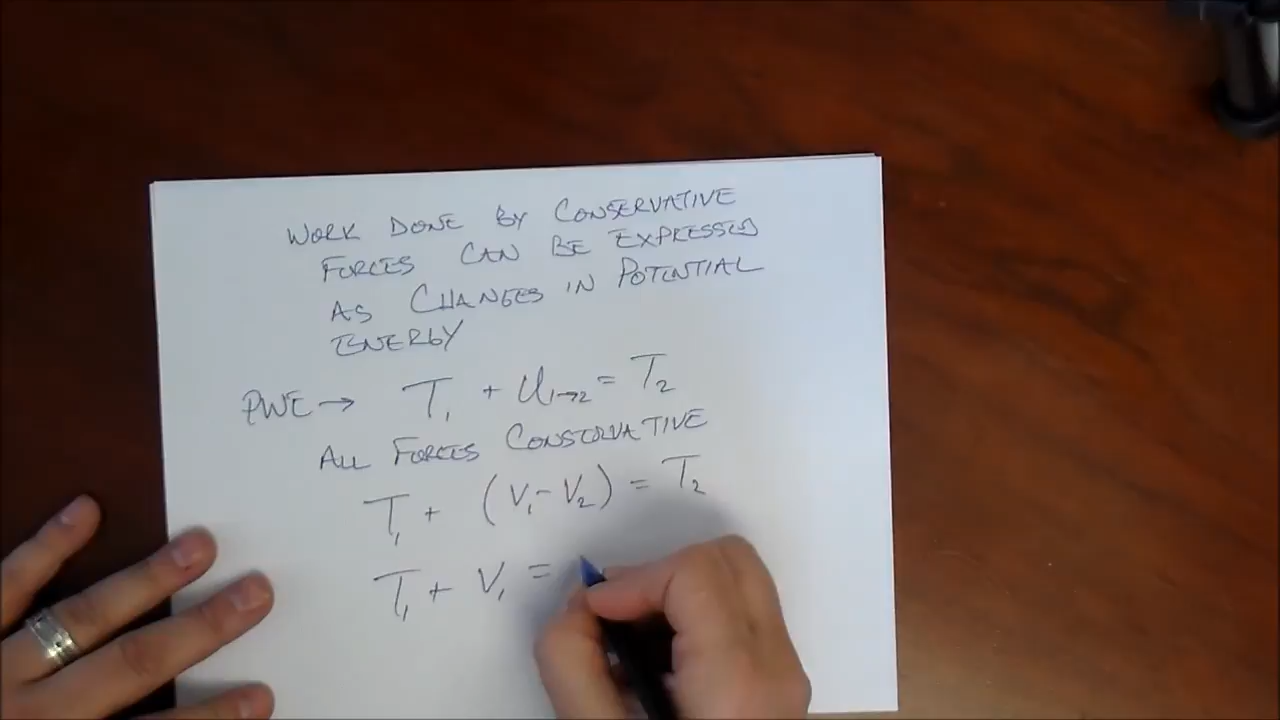 WORK DONE BY CONSERVATIVE
FORCES CAN BE EXPRESSED
AS CHANGES IN POTENTIAL
ENERGY
PWE → T₁ + U₁→₂ = T₂
ALL FORCES CONSERVATIVE
T₁ + (V₁ - V₂) = T₂
T₁ + V₁ =